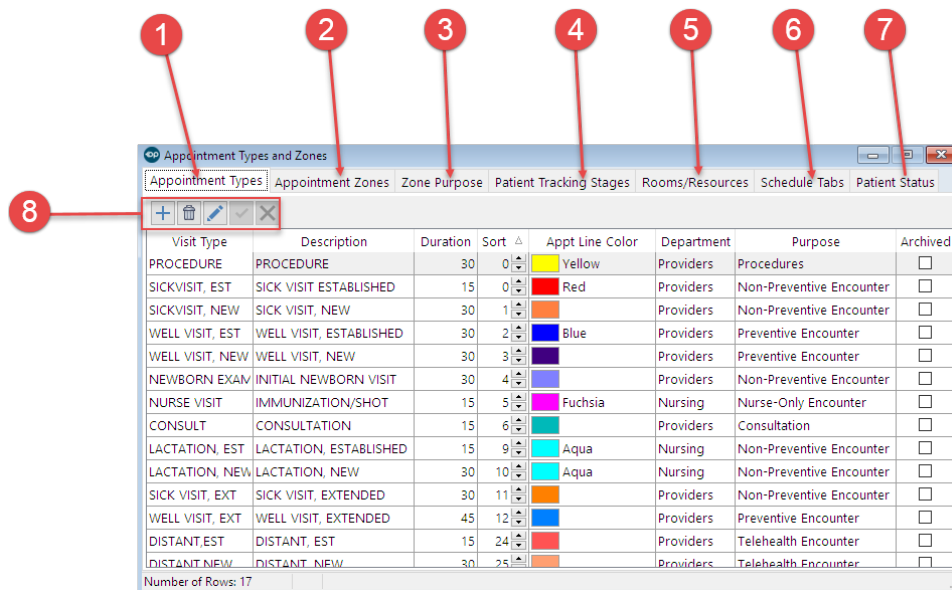 1 2 3 4 5 6 7
Appointment Types and Zones
Appointment Types Appointment Zones Zone Purpose Patient Tracking Stages Rooms/Resources Schedule Tabs Patient Status
8
Visit Type Description Duration Sort Appt Line Color Department Purpose Archived
PROCEDURE PROCEDURE 30 0 Yellow Providers Procedures
SICKVISIT, EST SICK VISIT ESTABLISHED 15 0 Red Providers Non-Preventive Encounter
SICKVISIT, NEW SICK VISIT, NEW 30 1 Providers Non-Preventive Encounter
WELL VISIT, EST WELL VISIT, ESTABLISHED 30 2 Blue Providers Preventive Encounter
WELL VISIT, NEW WELL VISIT, NEW 30 3 Providers Preventive Encounter
NEWBORN EXAM INITIAL NEWBORN VISIT 30 4 Providers Non-Preventive Encounter
NURSE VISIT IMMUNIZATION/SHOT 15 5 Fuchsia Nursing Nurse-Only Encounter
CONSULT CONSULTATION 15 6 Providers Consultation
LACTATION, EST LACTATION, ESTABLISHED 15 9 Aqua Nursing Non-Preventive Encounter
LACTATION, NEW LACTATION, NEW 30 10 Aqua Nursing Non-Preventive Encounter
SICK VISIT, EXT SICK VISIT, EXTENDED 30 11 Providers Non-Preventive Encounter
WELL VISIT, EXT WELL VISIT, EXTENDED 45 12 Providers Preventive Encounter
DISTANT,EST DISTANT, EST 15 24 Providers Telehealth Encounter
DISTANT,NEW DISTANT, NEW 30 25 Providers Telehealth Encounter
Number of Rows: 17